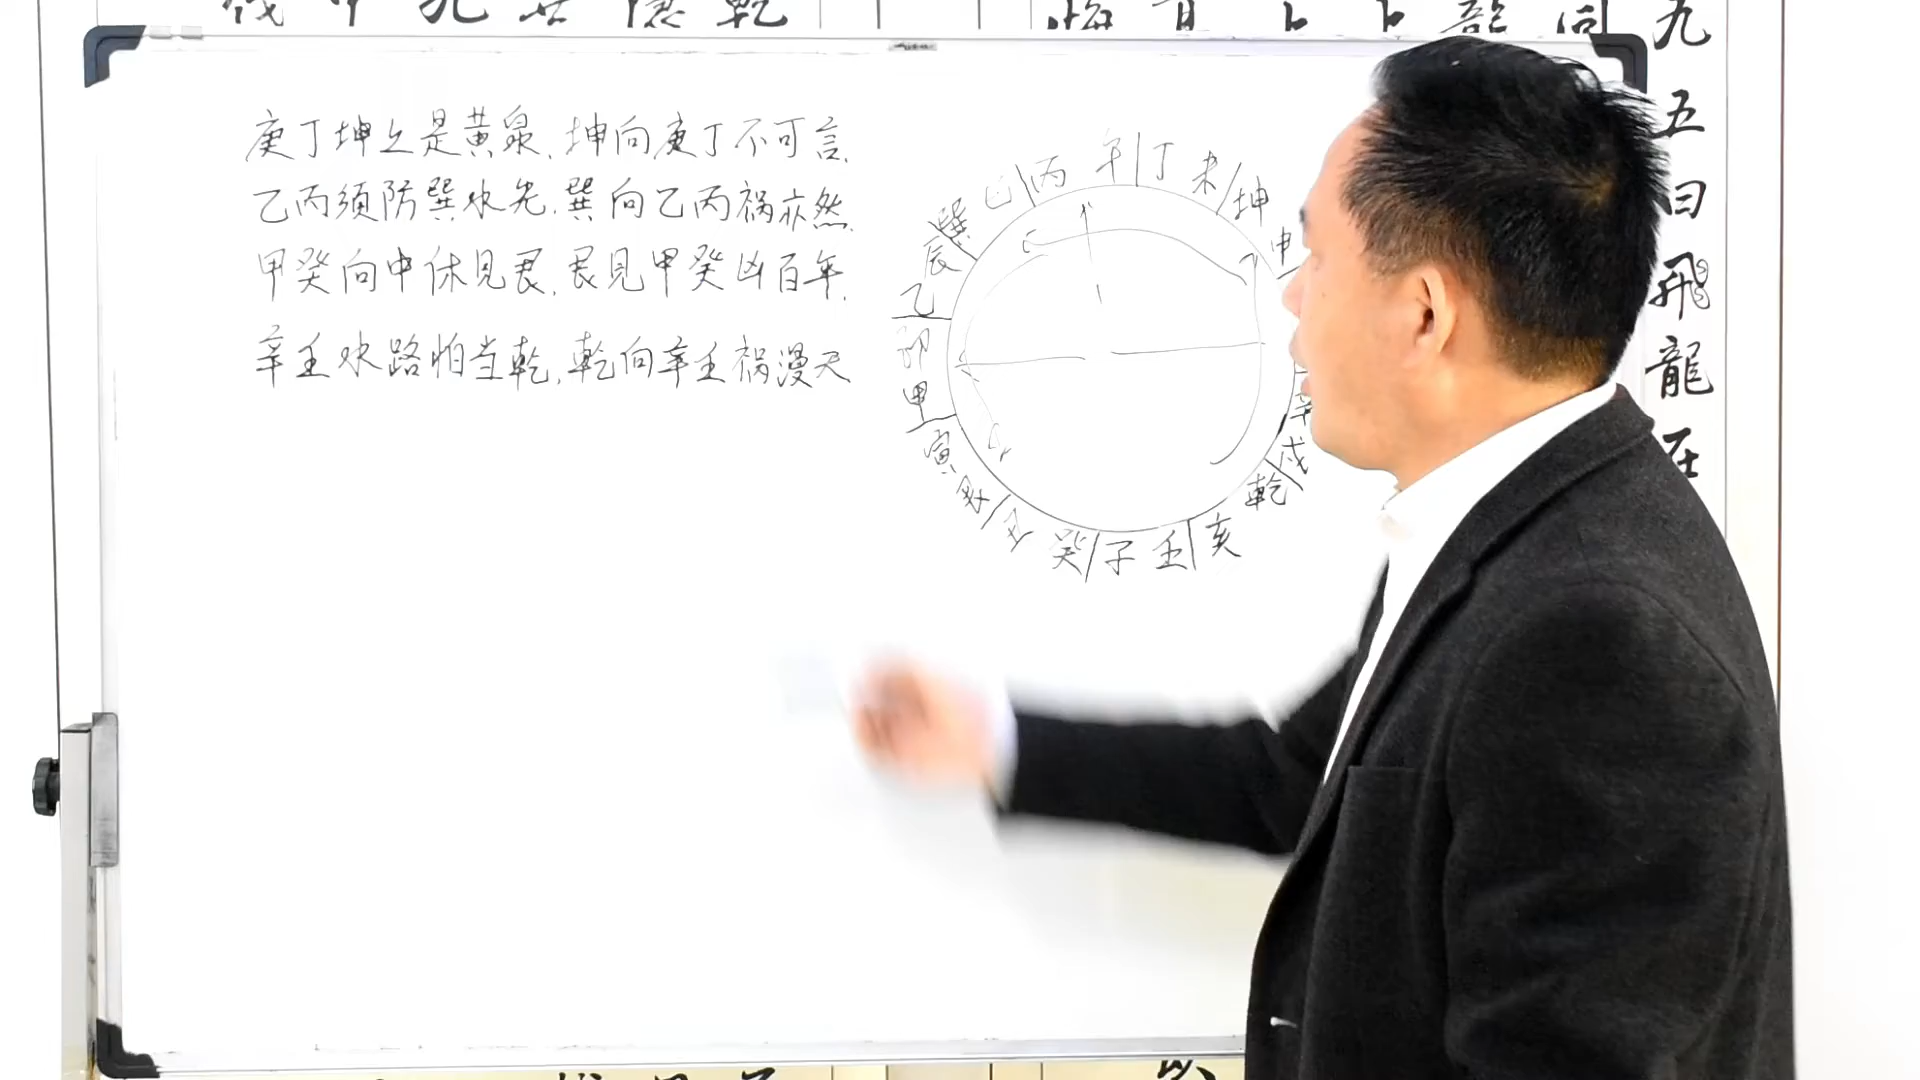 庚丁坤上是黄泉.坤向庚丁不可言.
乙丙須防巽水先.巽向乙丙祸亦然.
甲癸向中休见艮.艮见甲癸凶百年.
辛壬水路怕当乾.乾向辛壬祸漫天
巳 丙 午 丁 未 坤 申
辛 戌 乾 亥 壬 子 癸 丑 艮 寅 甲 卯 乙 辰 巽
九五曰飛龍在